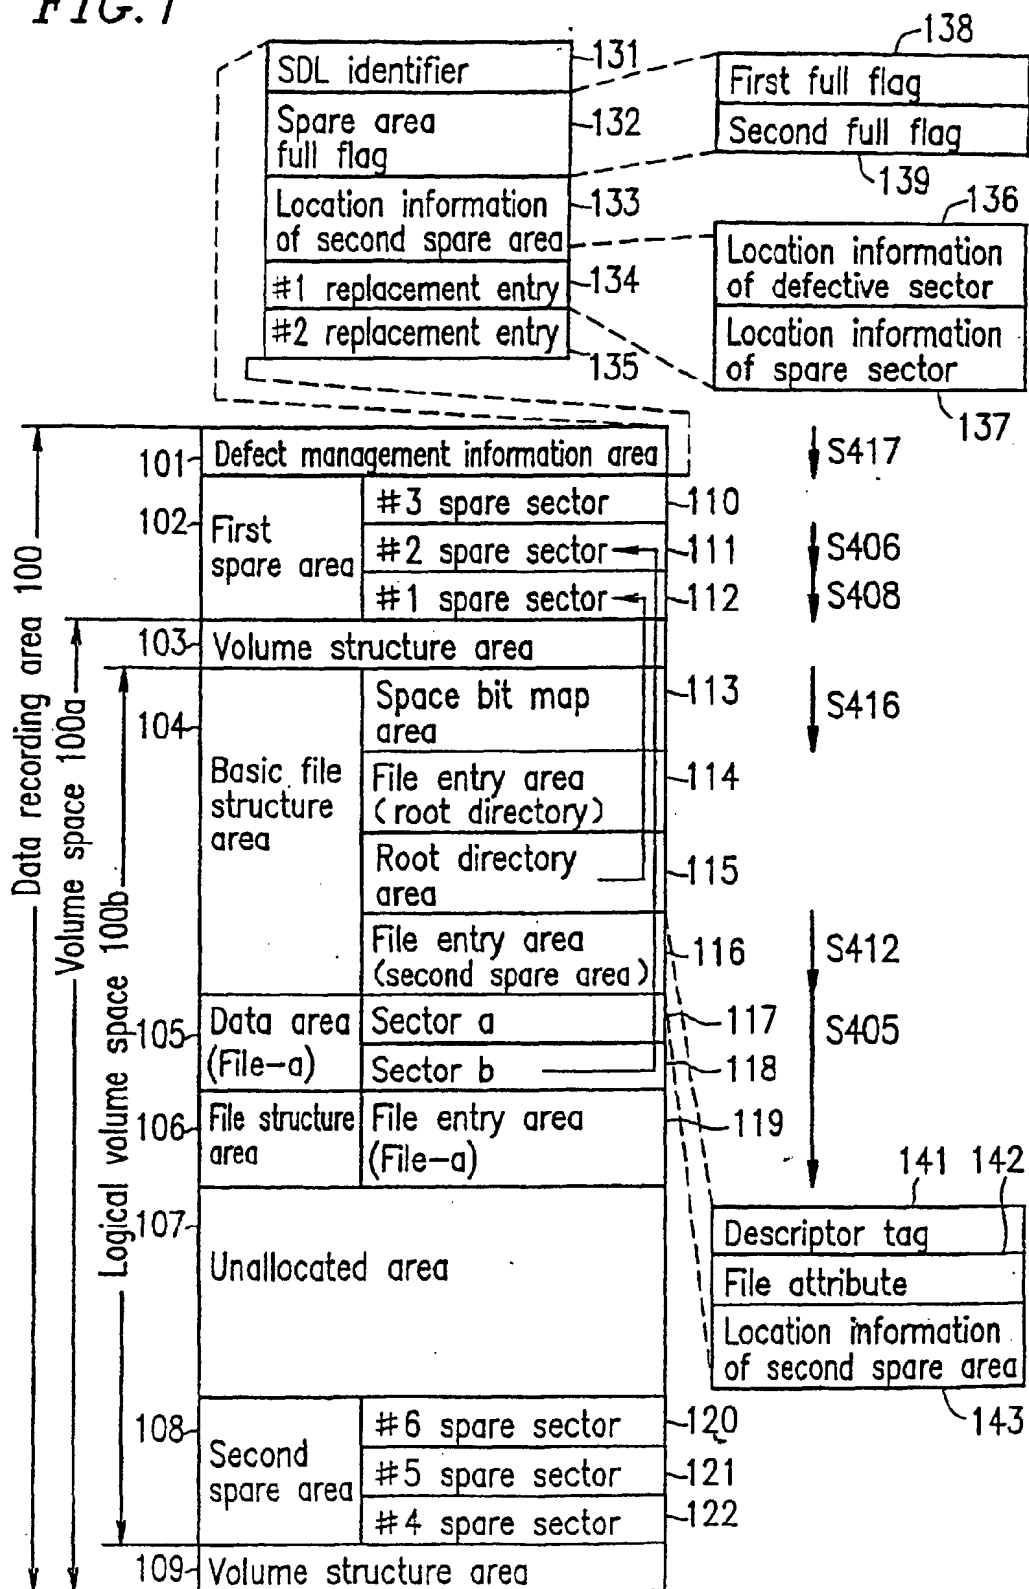 FIG. 1
SDL identifier
131
Spare area
full flag
132
Location information
of second spare area
133
#1 replacement entry
134
#2 replacement entry
135
138
First full flag
Second full flag
139
136
Location information
of defective sector
Location information
of spare sector
137
Data recording area 100
Volume space 100a
Logical volume space 100b
101
Defect management information area
S417
102
First
spare area
#3 spare sector
110
#2 spare sector
111
S406
#1 spare sector
112
S408
103
Volume structure area
104
Basic file
structure
area
Space bit map
area
113
S416
File entry area
(root directory)
114
Root directory
area
115
File entry area
(second spare area)
116
S412
105
Data area
(File-a)
Sector a
117
S405
Sector b
118
106
File structure
area
File entry area
(File-a)
119
107
Unallocated area
141
142
Descriptor tag
File attribute
Location information
of second spare area
143
108
Second
spare area
#6 spare sector
120
#5 spare sector
121
#4 spare sector
122
109
Volume structure area